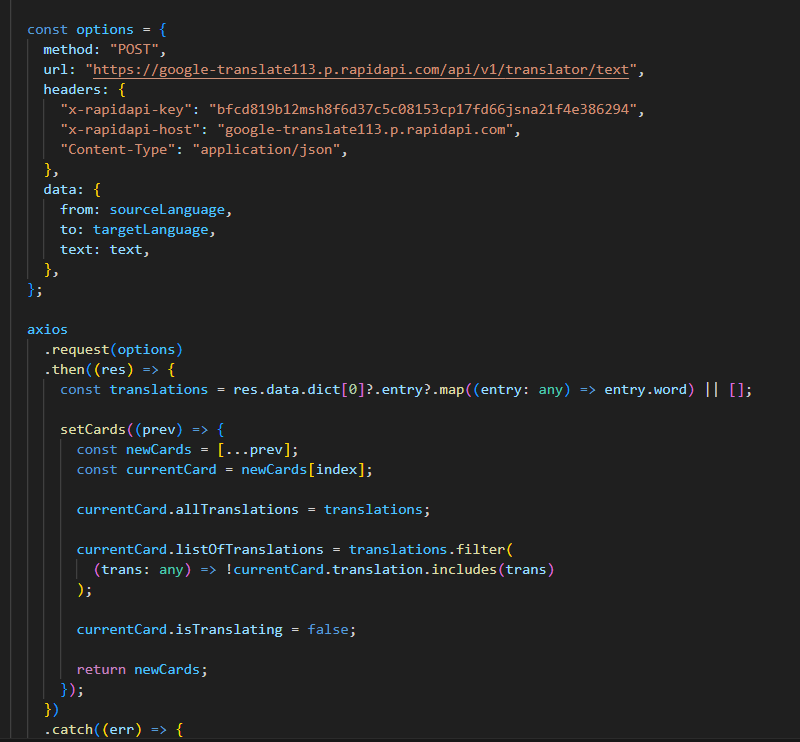 const options = {
method: "POST",
url: "https://google-translate113.p.rapidapi.com/api/v1/translator/text",
headers: {
"x-rapidapi-key": "bfcd819b12msh8f6d37c5c08153cp17fd66jsna21f4e386294",
"x-rapidapi-host": "google-translate113.p.rapidapi.com",
"Content-Type": "application/json",
},
data: {
from: sourceLanguage,
to: targetLanguage,
text: text,
},
};
axios
.request(options)
.then((res) => {
const translations = res.data.dict[0]?.entry?.map((entry: any) => entry.word) || [];
setCards((prev) => {
const newCards = [...prev];
const currentCard = newCards[index];
currentCard.allTranslations = translations;
currentCard.listOfTranslations = translations.filter(
(trans: any) => !currentCard.translation.includes(trans)
);
currentCard.isTranslating = false;
return newCards;
});
})
.catch((err) => {